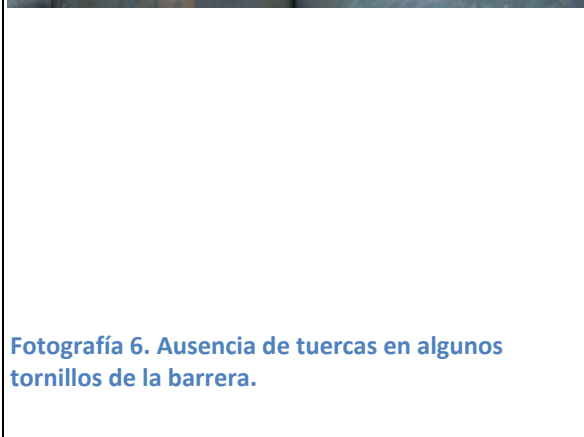 Fotografía 6. Ausencia de tuercas en algunos
tornillos de la barrera.